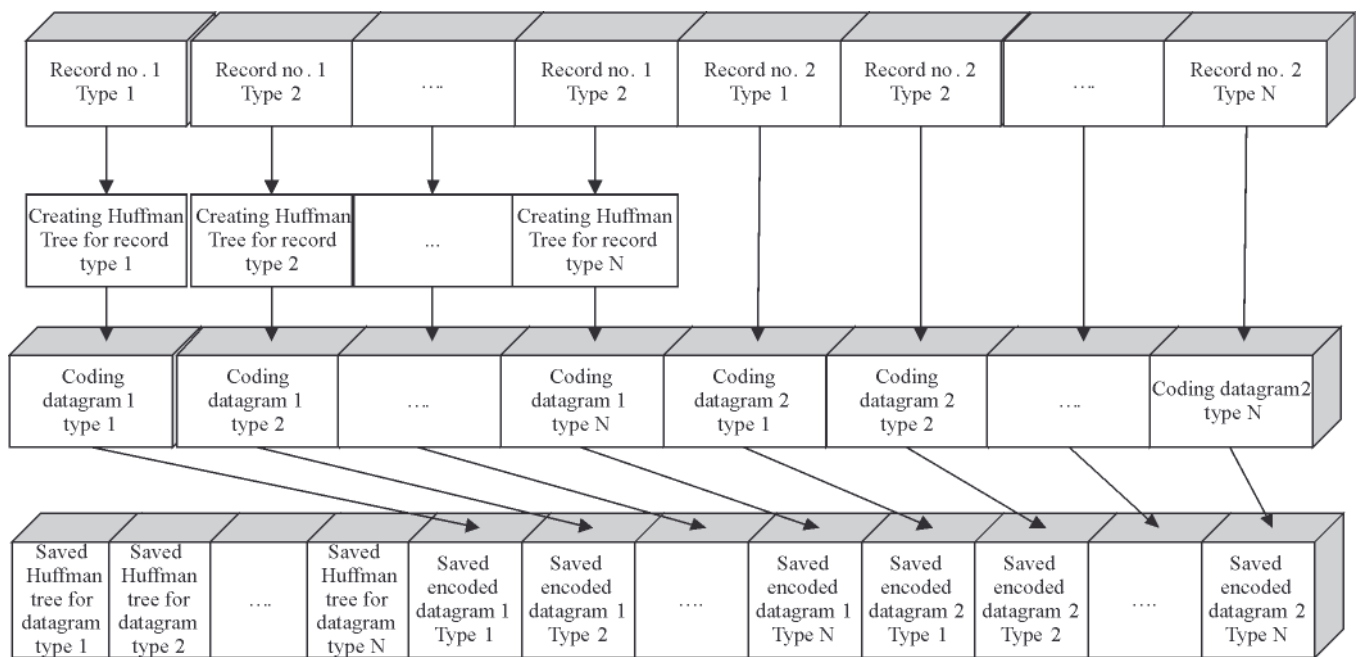 Record no. 1
Type 1
Record no. 1
Type 2
....
Record no. 1
Type 2
Record no. 2
Type 1
Record no. 2
Type 2
....
Record no. 2
Type N
Creating Huffman
Tree for record
type 1
Creating Huffman
Tree for record
type 2
...
Creating Huffman
Tree for record
type N
Coding
datagram 1
type 1
Coding
datagram 1
type 2
....
Coding
datagram 1
type N
Coding
datagram 2
type 1
Coding
datagram 2
type 2
....
Coding datagram2
type N
Saved
Huffman
tree for
datagram
type 1
Saved
Huffman
tree for
datagram
type 2
....
Saved
Huffman
tree for
datagram
type N
Saved
encoded
datagram 1
Type 1
Saved
encoded
datagram 1
Type 2
....
Saved
encoded
datagram 1
Type N
Saved
encoded
datagram 2
Type 1
Saved
encoded
datagram 2
Type 2
....
Saved
encoded
datagram 2
Type N